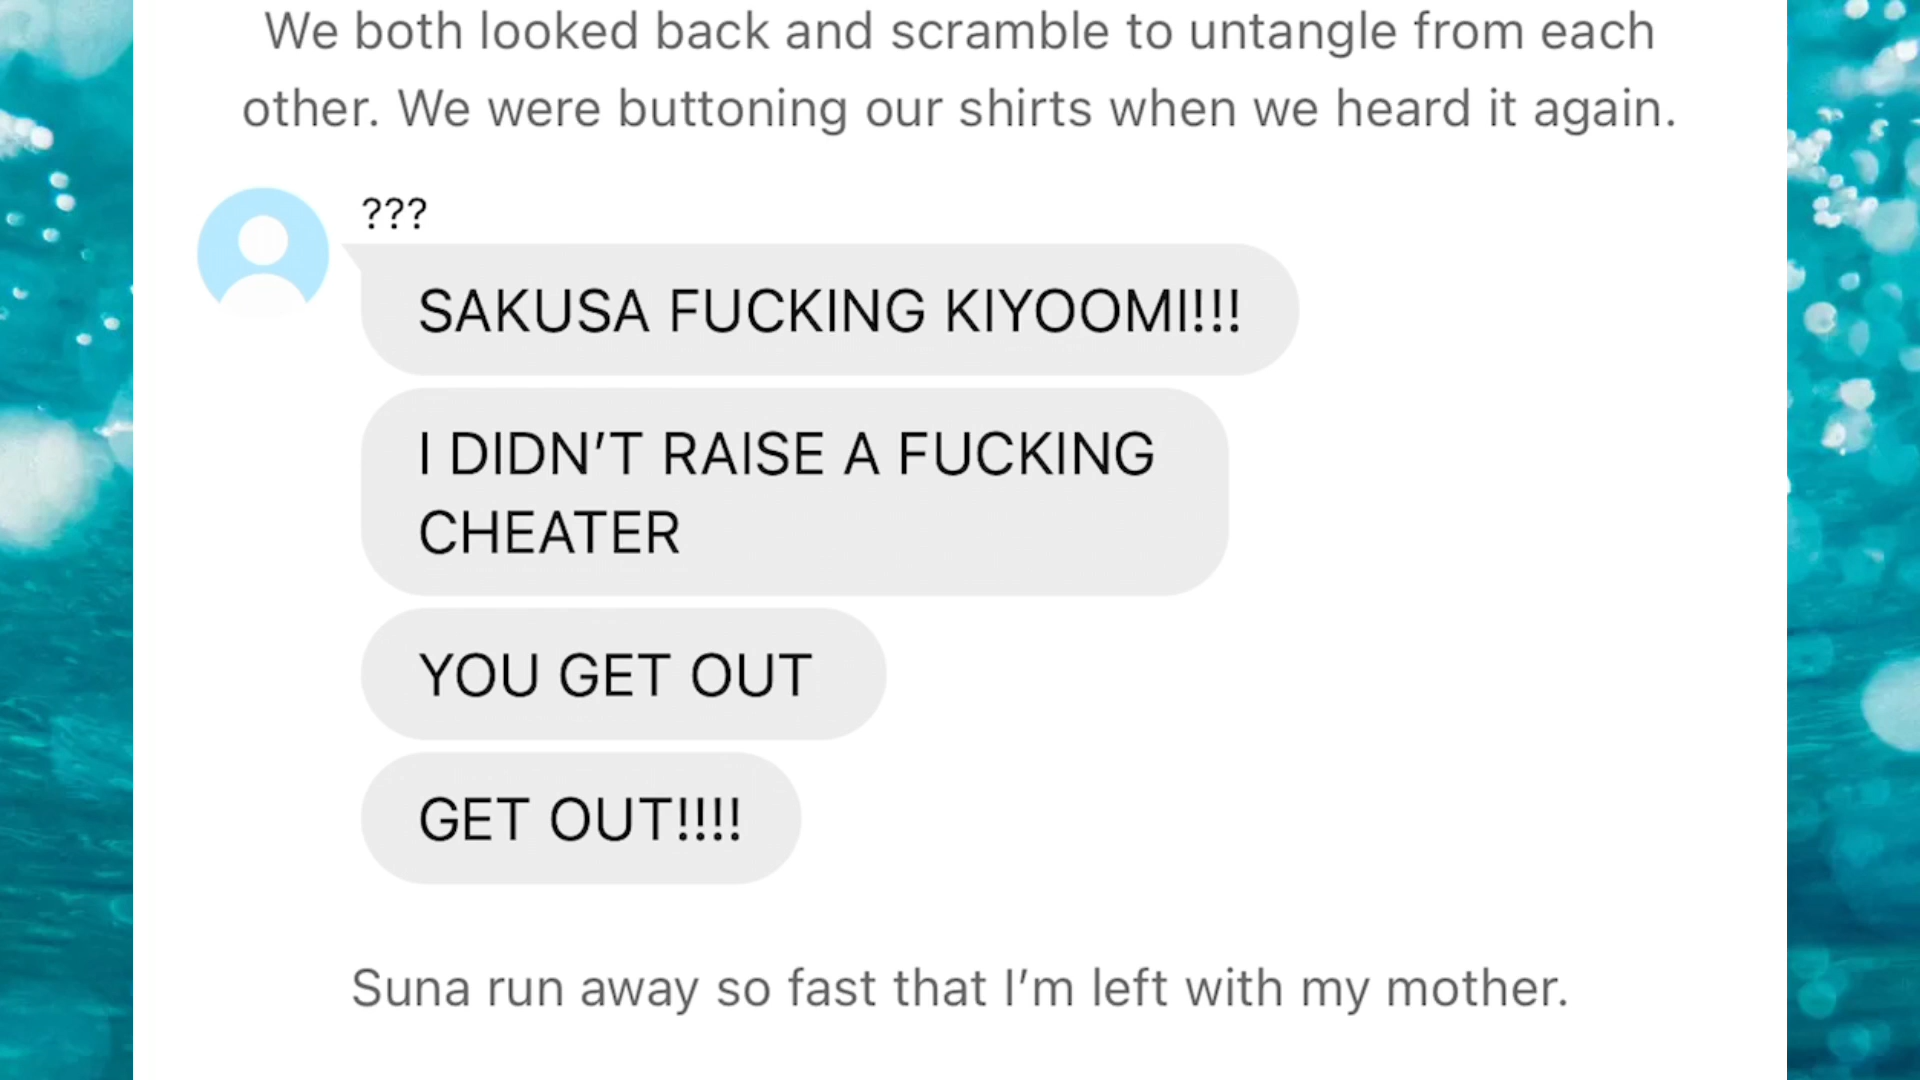 We both looked back and scramble to untangle from each
other. We were buttoning our shirts when we heard it again.
???
SAKUSA FUCKING KIYOOMI!!!
I DIDN’T RAISE A FUCKING
CHEATER
YOU GET OUT
GET OUT!!!!
Suna run away so fast that I’m left with my mother.